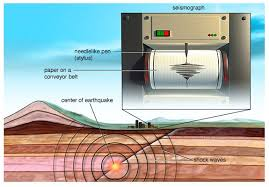 seismograph
needlelike pen
(stylus)
paper on a
conveyor belt
center of earthquake
shock waves